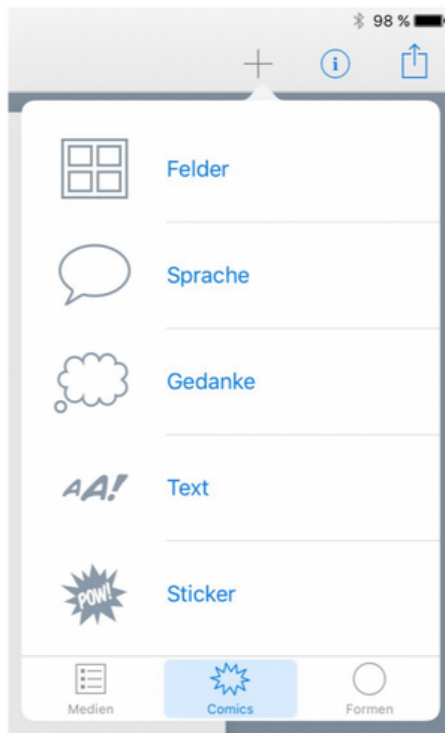 98 %
Felder
Sprache
Gedanke
AA! Text
POW! Sticker
Medien Comics Formen